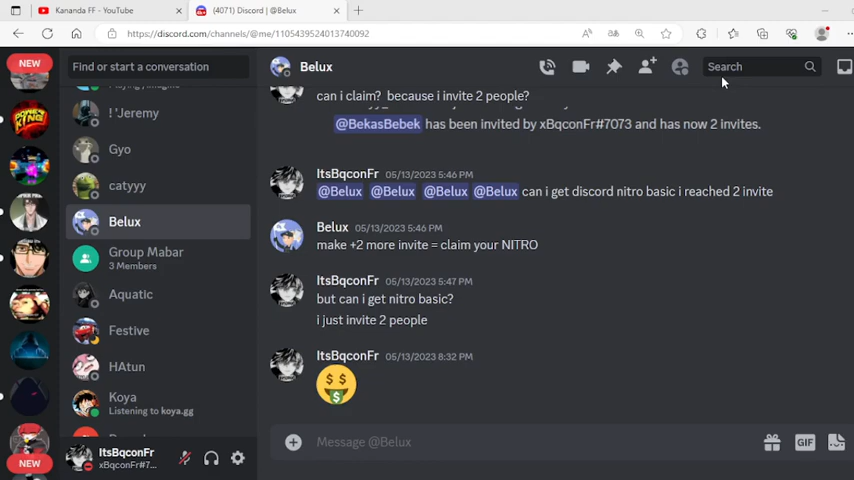 Kananda FF - YouTube
(4071) Discord | @Belux
https://discord.com/channels/@me/1105439524013740092
NEW
Find or start a conversation
Belux
Search
can i claim? because i invite 2 people?
@BekasBebek has been invited by xBqconFr#7073 and has now 2 invites.
! 'Jeremy
Gyo
catyyy
Belux
Group Mabar
3 Members
Aquatic
Festive
HAtun
Koya
Listening to koya.gg
ItsBqconFr 05/13/2023 5:46 PM
@Belux @Belux @Belux @Belux can i get discord nitro basic i reached 2 invite
Belux 05/13/2023 5:46 PM
make +2 more invite = claim your NITRO
ItsBqconFr 05/13/2023 5:47 PM
but can i get nitro basic?
i just invite 2 people
ItsBqconFr 05/13/2023 8:32 PM
NEW
ItsBqconFr
xBqconFr#7...
Message @Belux
GIF